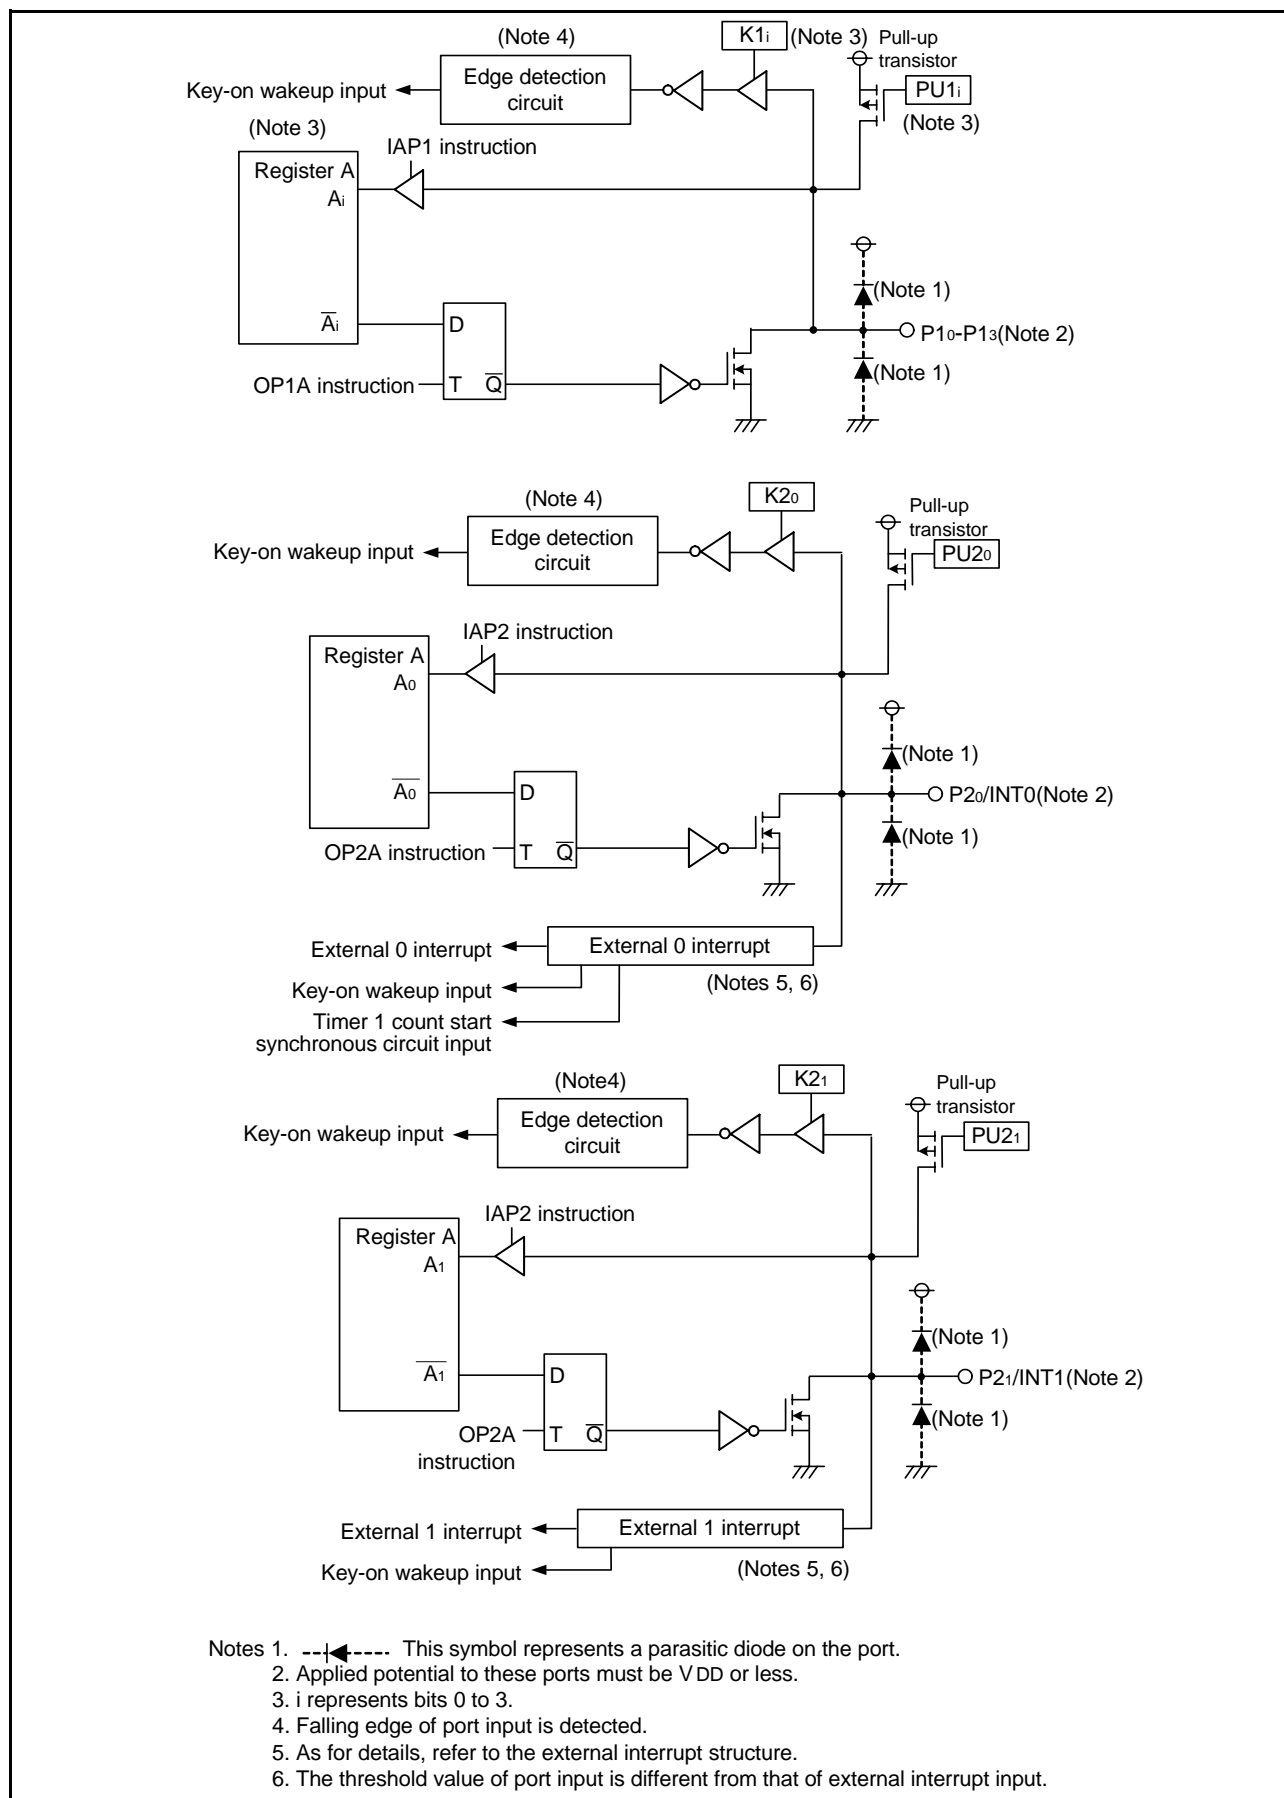 (Note 4)
K1i
(Note 3)
Pull-up
transistor
Key-on wakeup input
Edge detection
circuit
PU1i
(Note 3)
(Note 3)
IAP1 instruction
Register A
Ai
(Note 1)
Ai
D
P10-P13(Note 2)
(Note 1)
OP1A instruction
T Q
(Note 4)
K20
Pull-up
transistor
Key-on wakeup input
Edge detection
circuit
PU20
IAP2 instruction
Register A
A0
(Note 1)
A0
D
P20/INT0(Note 2)
(Note 1)
OP2A instruction
T Q
External 0 interrupt
External 0 interrupt
(Notes 5, 6)
Key-on wakeup input
Timer 1 count start
synchronous circuit input
(Note4)
K21
Pull-up
transistor
Key-on wakeup input
Edge detection
circuit
PU21
IAP2 instruction
Register A
A1
(Note 1)
A1
D
P21/INT1(Note 2)
(Note 1)
OP2A
instruction
T Q
External 1 interrupt
External 1 interrupt
(Notes 5, 6)
Key-on wakeup input
Notes 1. This symbol represents a parasitic diode on the port.
2. Applied potential to these ports must be VDD or less.
3. i represents bits 0 to 3.
4. Falling edge of port input is detected.
5. As for details, refer to the external interrupt structure.
6. The threshold value of port input is different from that of external interrupt input.